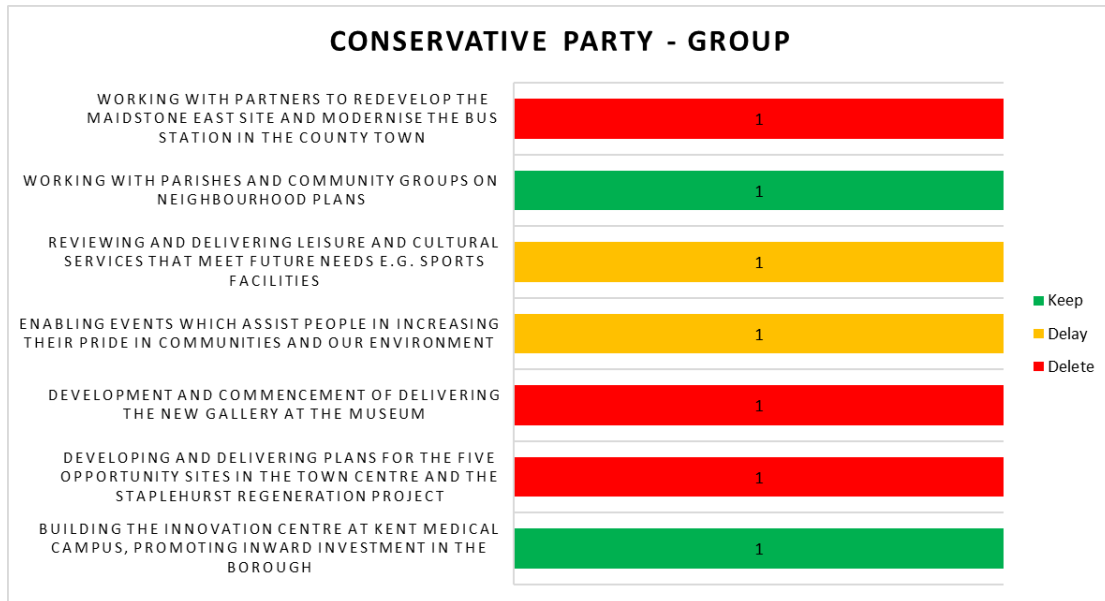 CONSERVATIVE PARTY - GROUP
WORKING WITH PARTNERS TO REDEVELOP THE
MAIDSTONE EAST SITE AND MODERNISE THE BUS
STATION IN THE COUNTY TOWN
1
WORKING WITH PARISHES AND COMMUNITY GROUPS ON
NEIGHBOURHOOD PLANS
1
REVIEWING AND DELIVERING LEISURE AND CULTURAL
SERVICES THAT MEET FUTURE NEEDS E.G. SPORTS
FACILITIES
1
ENABLING EVENTS WHICH ASSIST PEOPLE IN INCREASING
THEIR PRIDE IN COMMUNITIES AND OUR ENVIRONMENT
1
DEVELOPMENT AND COMMENCEMENT OF DELIVERING
THE NEW GALLERY AT THE MUSEUM
1
DEVELOPING AND DELIVERING PLANS FOR THE FIVE
OPPORTUNITY SITES IN THE TOWN CENTRE AND THE
STAPLEHURST REGENERATION PROJECT
1
BUILDING THE INNOVATION CENTRE AT KENT MEDICAL
CAMPUS, PROMOTING INWARD INVESTMENT IN THE
BOROUGH
1
Keep
Delay
Delete